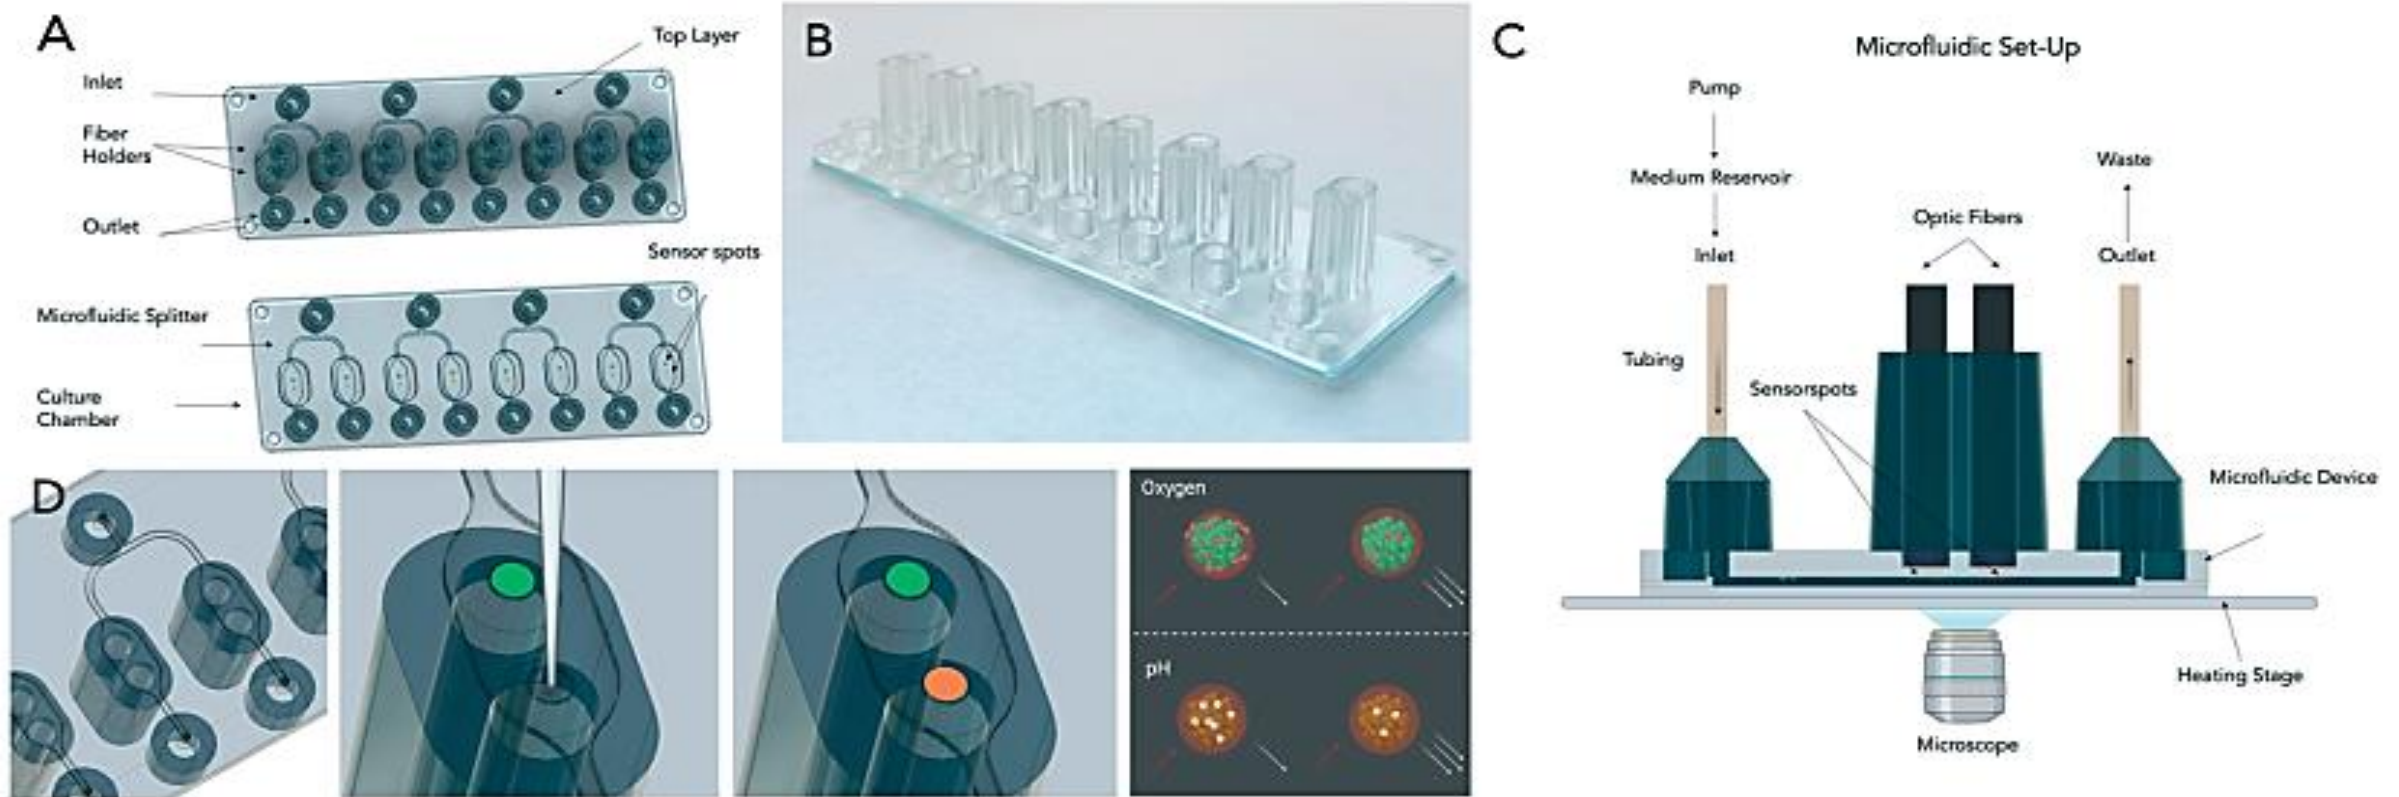 A
Top Layer
Inlet
Fiber
Holders
Outlet
Sensor spots
Microfluidic Splitter
Culture
Chamber
B
C
Microfluidic Set-Up
Pump
Medium Reservoir
Inlet
Optic Fibers
Waste
Outlet
Tubing
Sensorspots
Microfluidic Device
Heating Stage
Microscope
D
Oxygen
pH